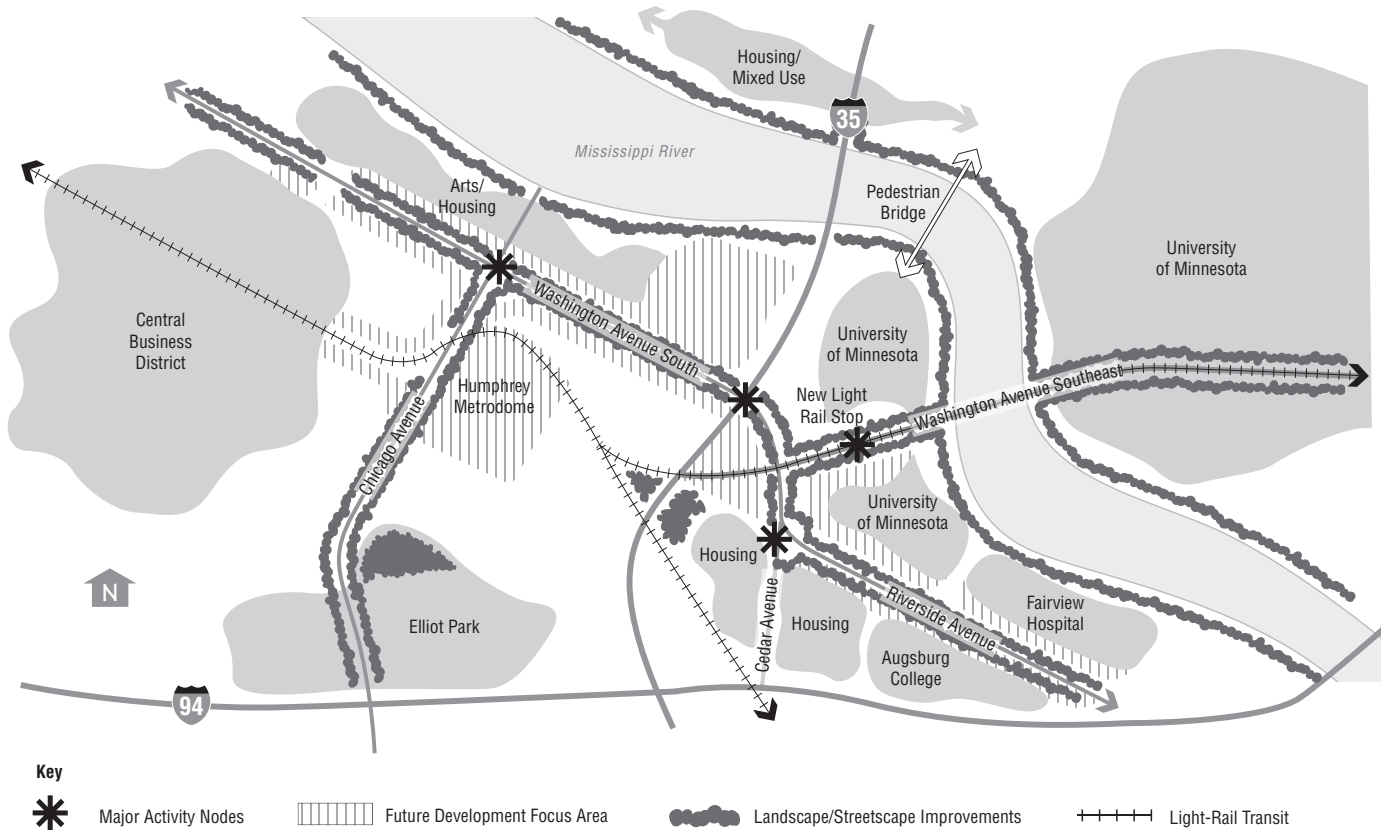 Housing/
Mixed Use
35
Mississippi River
Pedestrian
Bridge
Arts/
Housing
University
of Minnesota
Central
Business
District
Washington Avenue South
University
of Minnesota
Humphrey
Metrodome
New Light
Rail Stop
Washington Avenue Southeast
Chicago Avenue
University
of Minnesota
Housing
N
Elliot Park
Cedar Avenue
Housing
Riverside Avenue
Fairview
Hospital
Augsburg
College
94
Key
Major Activity Nodes
Future Development Focus Area
Landscape/Streetscape Improvements
Light-Rail Transit